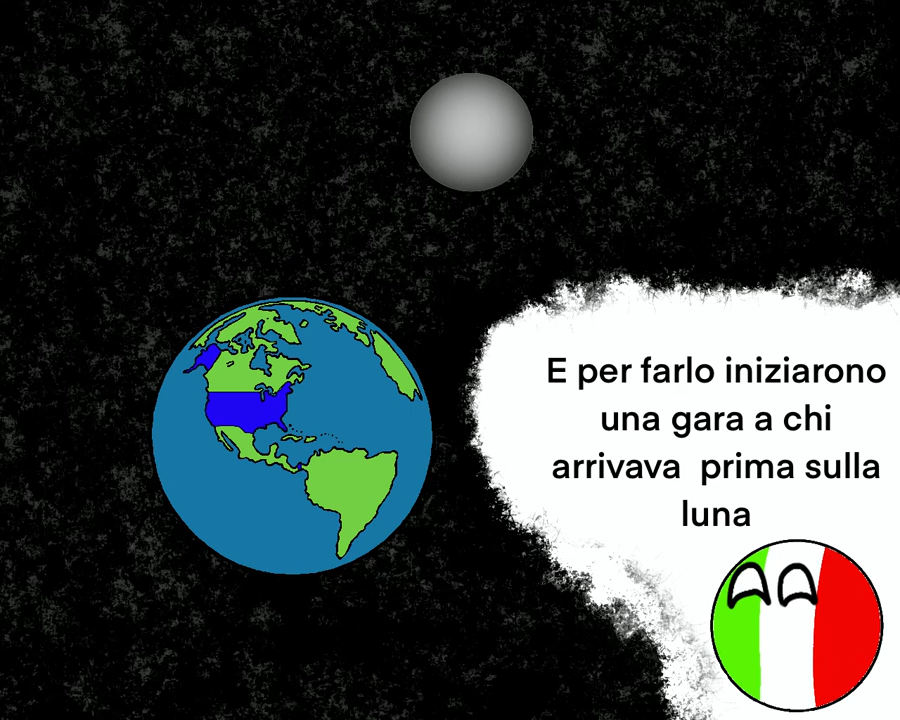 E per farlo iniziarono
una gara a chi
arrivava  prima sulla
luna